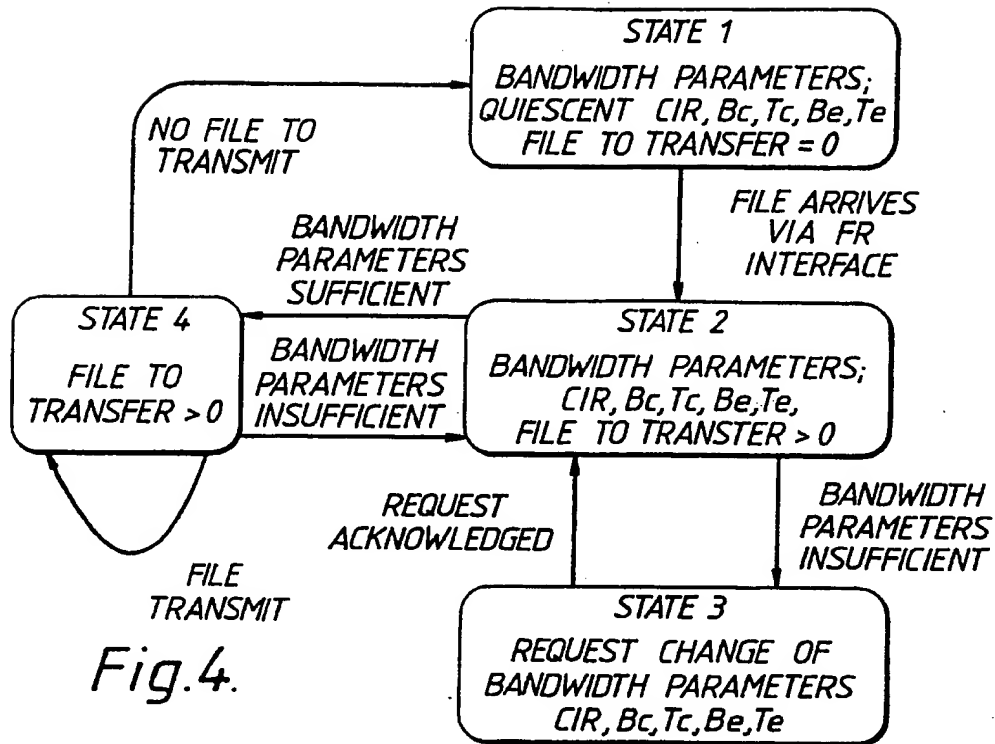 STATE 1
BANDWIDTH PARAMETERS;
QUIESCENT CIR, Bc, Tc, Be, Te
FILE TO TRANSFER = 0
NO FILE TO
TRANSMIT
FILE ARRIVES
VIA FR
INTERFACE
BANDWIDTH
PARAMETERS
SUFFICIENT
STATE 4
FILE TO
TRANSFER > 0
BANDWIDTH
PARAMETERS
INSUFFICIENT
STATE 2
BANDWIDTH PARAMETERS;
CIR, Bc, Tc, Be, Te,
FILE TO TRANSTER > 0
REQUEST
ACKNOWLEDGED
BANDWIDTH
PARAMETERS
INSUFFICIENT
FILE
TRANSMIT
STATE 3
REQUEST CHANGE OF
BANDWIDTH PARAMETERS
CIR, Bc, Tc, Be, Te
Fig.4.